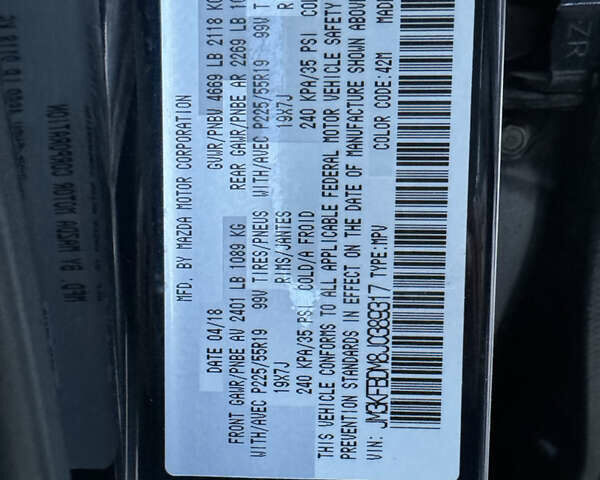 MFD. BY MAZDA MOTOR CORPORATION
DATE 04/18 GVWR/PNBV 4669 LB 2118 KG
FRONT GAWR/PNBE AV 2401 LB 1089 KG REAR GAWR/PNBE AR 2269 LB
WITH/AVEC P225/55R19 99V TIRES/PNEUS WITH/AVEC P225/55R19 99V
19X7J RIMS/JANTES 19X7J
240 KPA/35 PSI COLD/A FROID 240 KPA/35 PSI
THIS VEHICLE CONFORMS TO ALL APPLICABLE FEDERAL MOTOR VEHICLE SAFETY
PREVENTION STANDARDS IN EFFECT ON THE DATE OF MANUFACTURE SHOWN ABOVE
VIN: JM3KFBDM8J0389317 TYPE:MPV COLOR CODE:42M
ZR